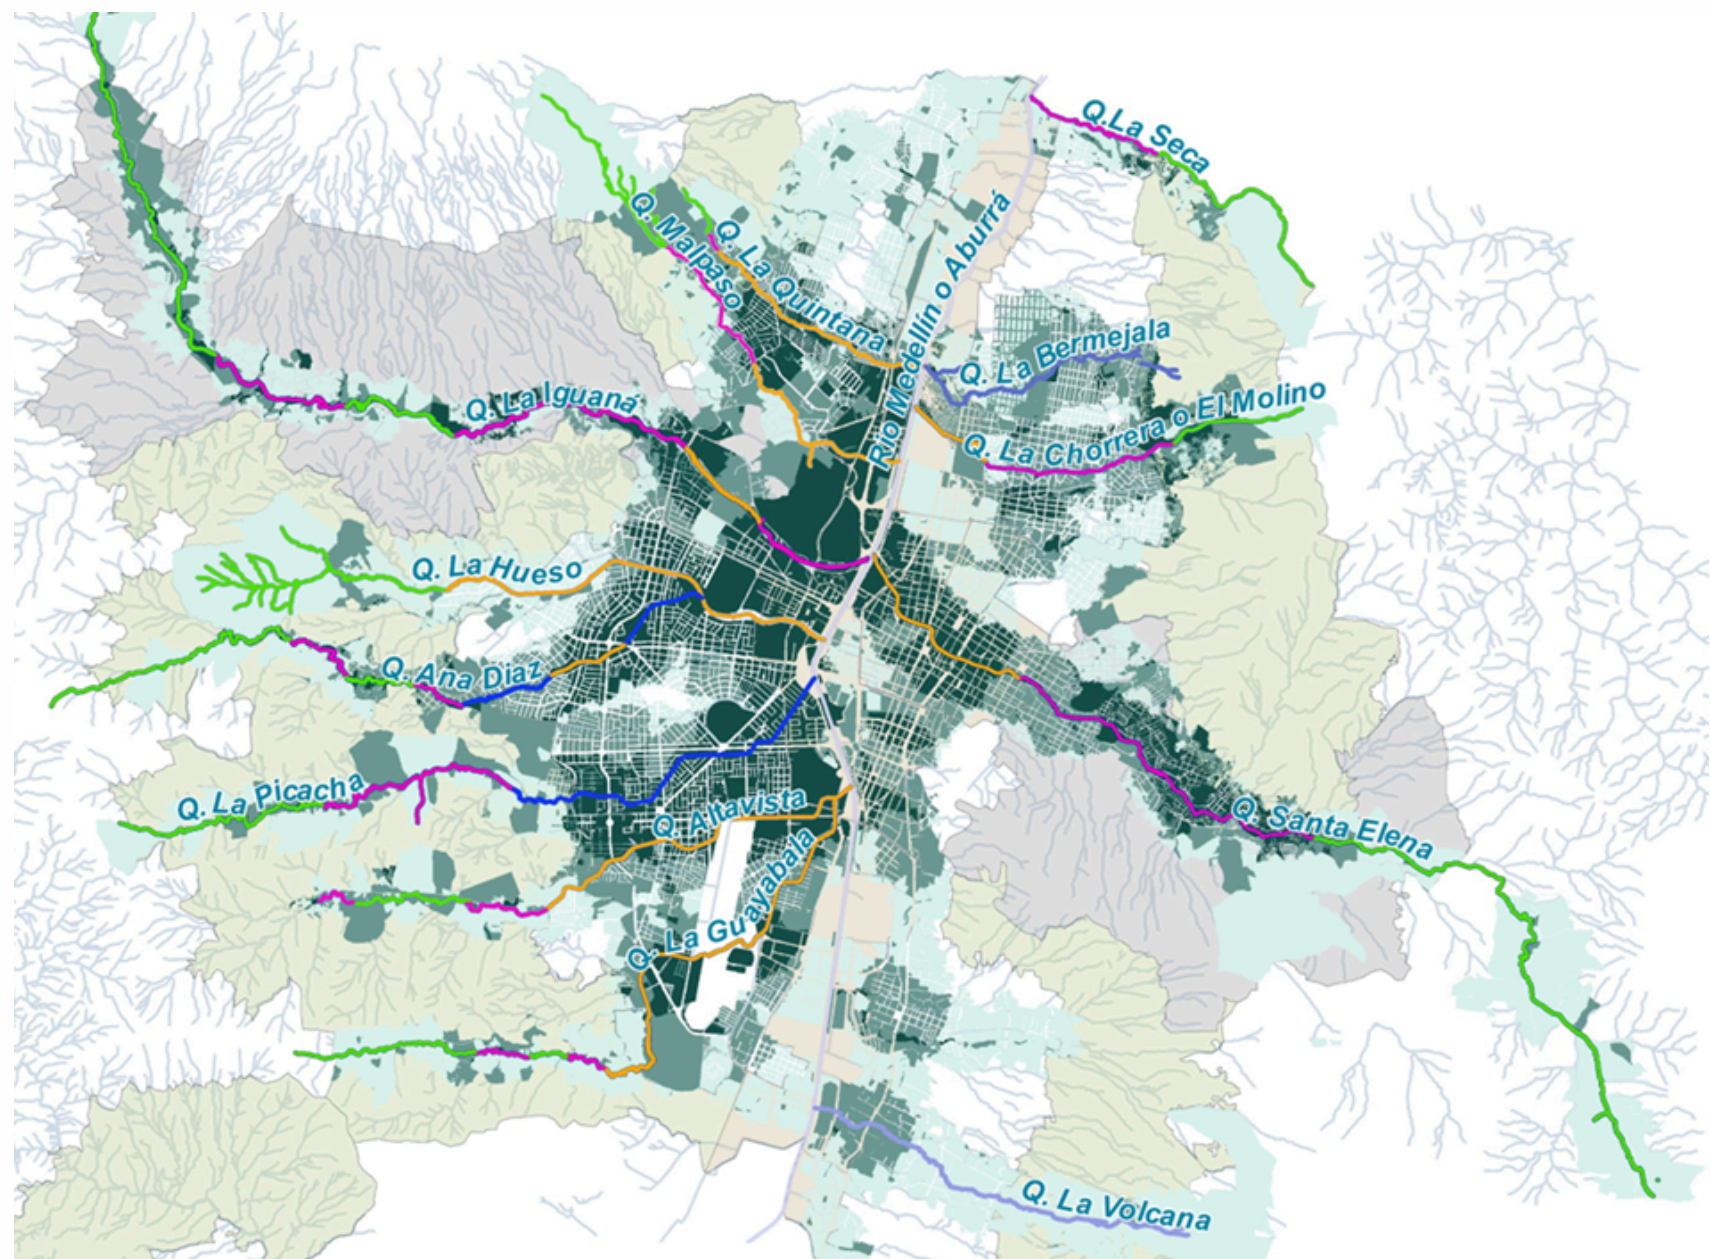 Q.La Seca
Q. Malpaso
Q. La Quintana
Río Medellín o Aburrá
Q. La Bermejala
Q. La Iguaná
Q. La Chorrera o El Molino
Q. La Hueso
Q. Ana Diaz
Q. La Picacha
Q. Altavista
Q. Santa Elena
Q. La Guayabala
Q. La Volcana